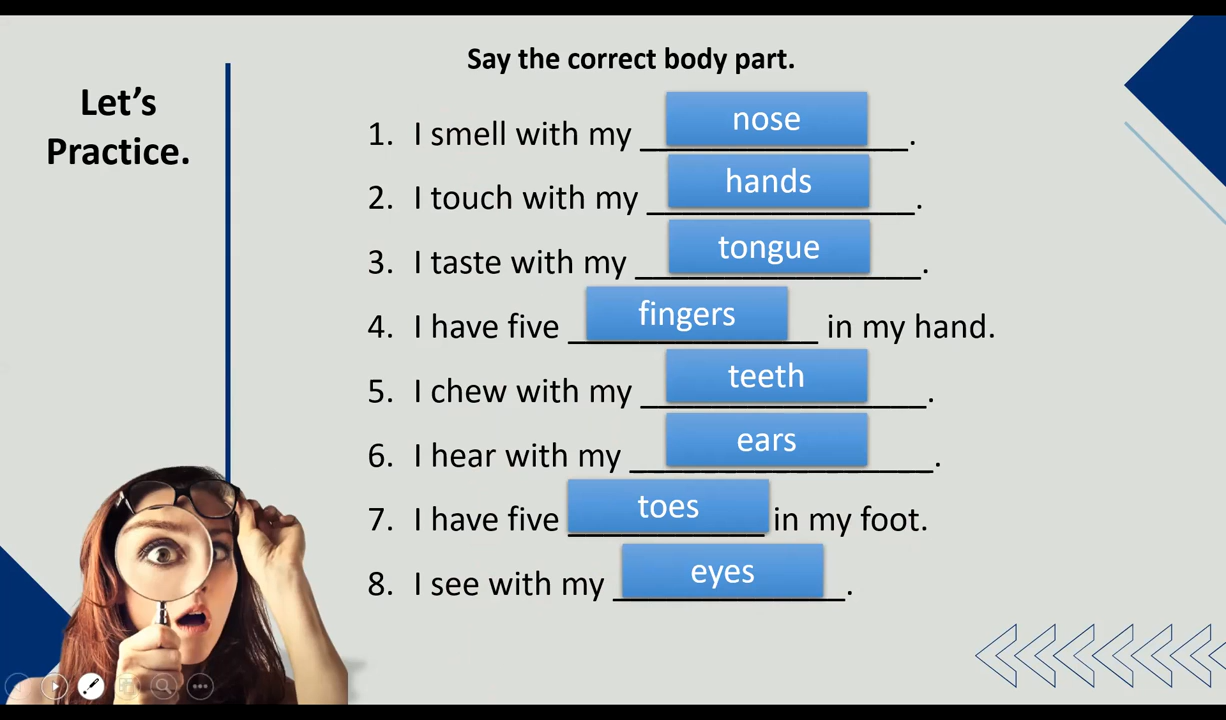 Say the correct body part.
Let's
Practice.
1. I smell with my nose.
2. I touch with my hands.
3. I taste with my tongue.
4. I have five fingers in my hand.
5. I chew with my teeth.
6. I hear with my ears.
7. I have five toes in my foot.
8. I see with my eyes.